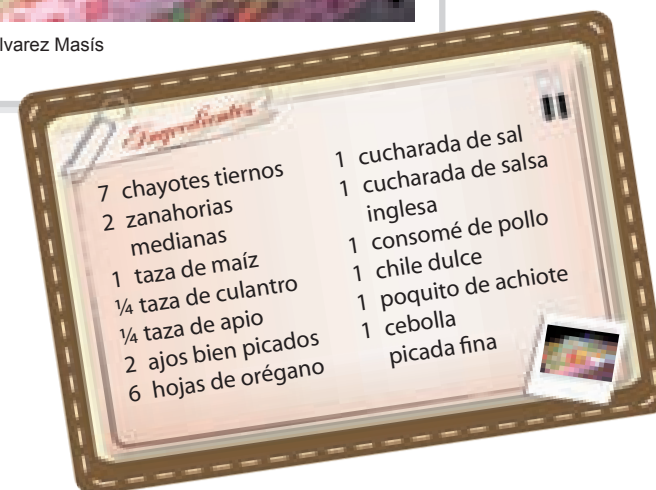 lvarez Masís
Ingredientes
7 chayotes tiernos
2 zanahorias
medianas
1 taza de maíz
¼ taza de culantro
¼ taza de apio
2 ajos bien picados
6 hojas de orégano
1 cucharada de sal
1 cucharada de salsa
inglesa
1 consomé de pollo
1 chile dulce
1 poquito de achiote
1 cebolla
picada fina